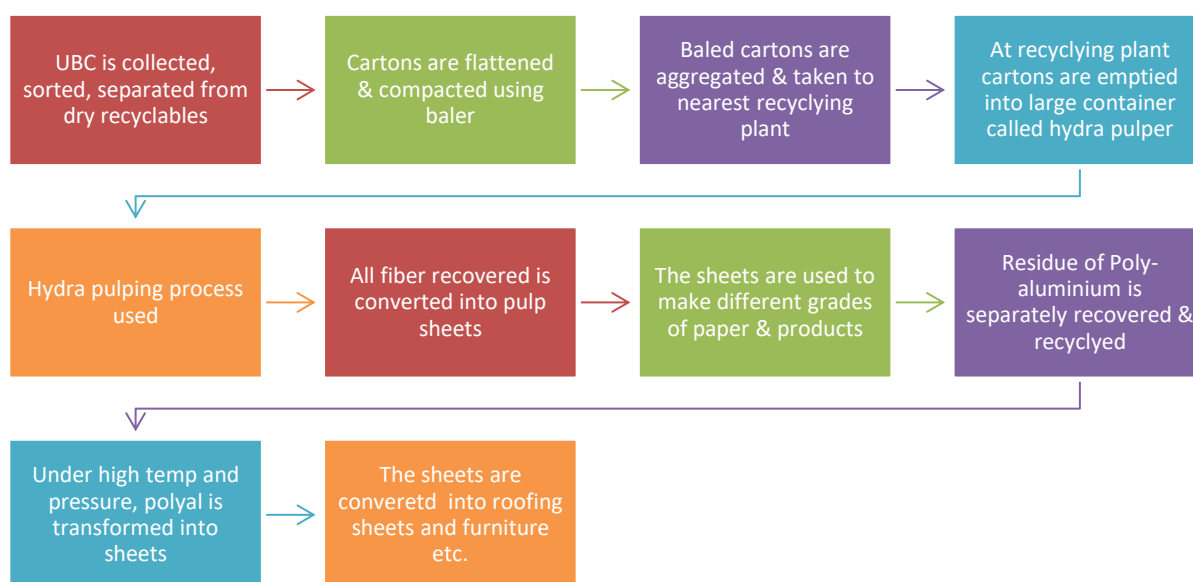 UBC is collected,
sorted, separated from
dry recyclables
Cartons are flattened
& compacted using
baler
Baled cartons are
aggregated & taken to
nearest recyclying
plant
At recyclying plant
cartons are emptied
into large container
called hydra pulper
Hydra pulping process
used
All fiber recovered is
converted into pulp
sheets
The sheets are used to
make different grades
of paper & products
Residue of Poly-
aluminium is
separately recovered &
recyclyed
Under high temp and
pressure, polyal is
transformed into
sheets
The sheets are
converetd into roofing
sheets and furniture
etc.